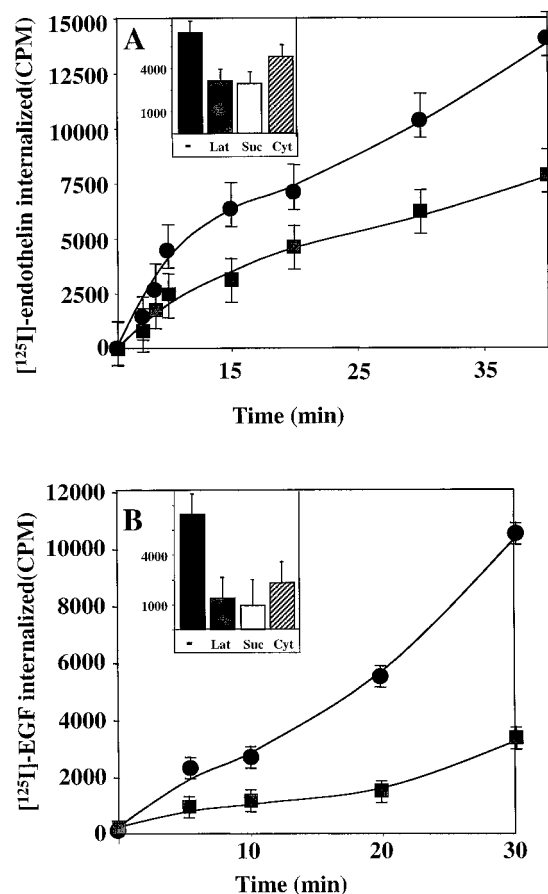 A
15000
12500
10000
7500
5000
2500
0
[125I]-endothelin internalized(CPM)
4000
1000
- Lat Suc Cyt
15 25 35
Time (min)
B
12000
10000
8000
6000
4000
2000
0
[125I]-EGF internalized(CPM)
4000
1000
- Lat Suc Cyt
10 20 30
Time (min)